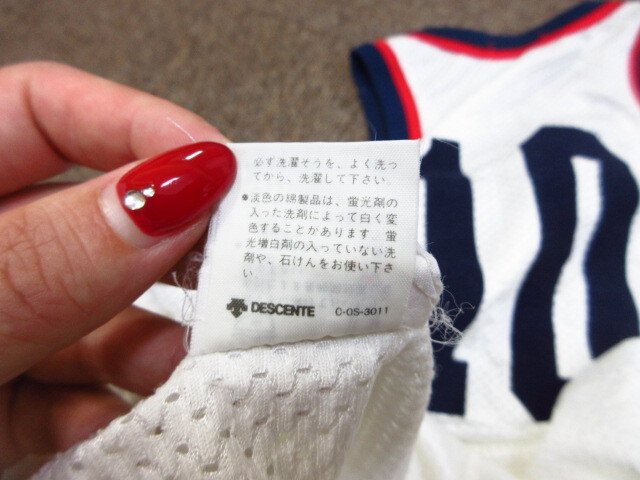 必ず洗濯そうを、よく洗っ
てから、洗濯して下さい。
●淡色の綿製品は、蛍光剤の
入った洗剤によって白く変
色することがあります。蛍
光増白剤の入っていない洗
剤や、石けんをお使い下さ
い。
DESCENTE C-OS-3011
10